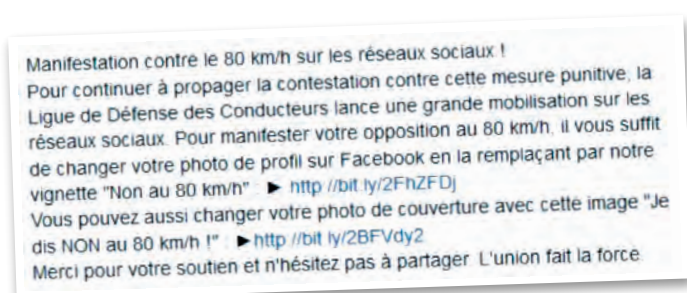 Manifestation contre le 80 km/h sur les réseaux sociaux !
Pour continuer à propager la contestation contre cette mesure punitive, la
Ligue de Défense des Conducteurs lance une grande mobilisation sur les
réseaux sociaux. Pour manifester votre opposition au 80 km/h, il vous suffit
de changer votre photo de profil sur Facebook en la remplaçant par notre
vignette "Non au 80 km/h" : ► http://bit.ly/2FhZFDj
Vous pouvez aussi changer votre photo de couverture avec cette image "Je
dis NON au 80 km/h !" : ►http://bit.ly/2BFVdy2
Merci pour votre soutien et n'hésitez pas à partager. L'union fait la force.